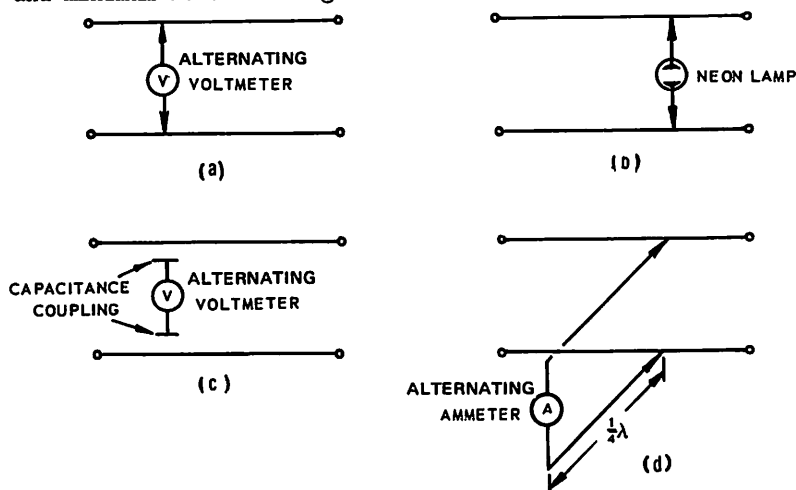 ALTERNATING
VOLTMETER
(a)
NEON LAMP
(b)
CAPACITANCE
COUPLING
V
ALTERNATING
VOLTMETER
(c)
ALTERNATING
AMMETER
A
¼λ
(d)